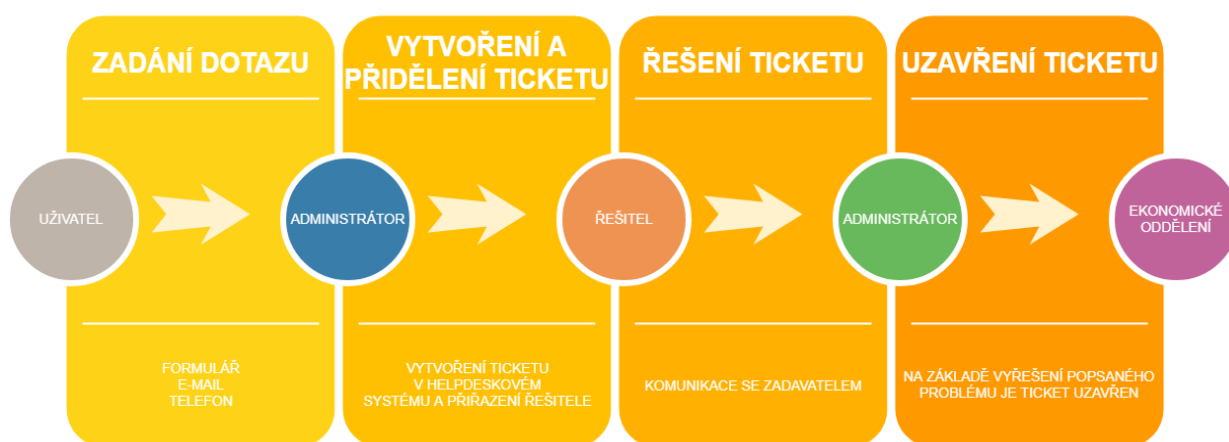 ZADÁNÍ DOTAZU
VYTVOŘENÍ A
PŘIDĚLENÍ TICKETU
ŘEŠENÍ TICKETU
UZAVŘENÍ TICKETU
UŽIVATEL
ADMINISTRÁTOR
ŘEŠITEL
ADMINISTRÁTOR
EKONOMICKÉ
ODDĚLENÍ
FORMULÁŘ
E-MAIL
TELEFON
VYTVOŘENÍ TICKETU
V HELPDESKOVÉM
SYSTÉMU A PŘIŘAZENÍ ŘEŠITELE
KOMUNIKACE SE ZADAVATELEM
NA ZÁKLADĚ VYŘEŠENÍ POPSANÉHO
PROBLÉMU JE TICKET UZAVŘEN